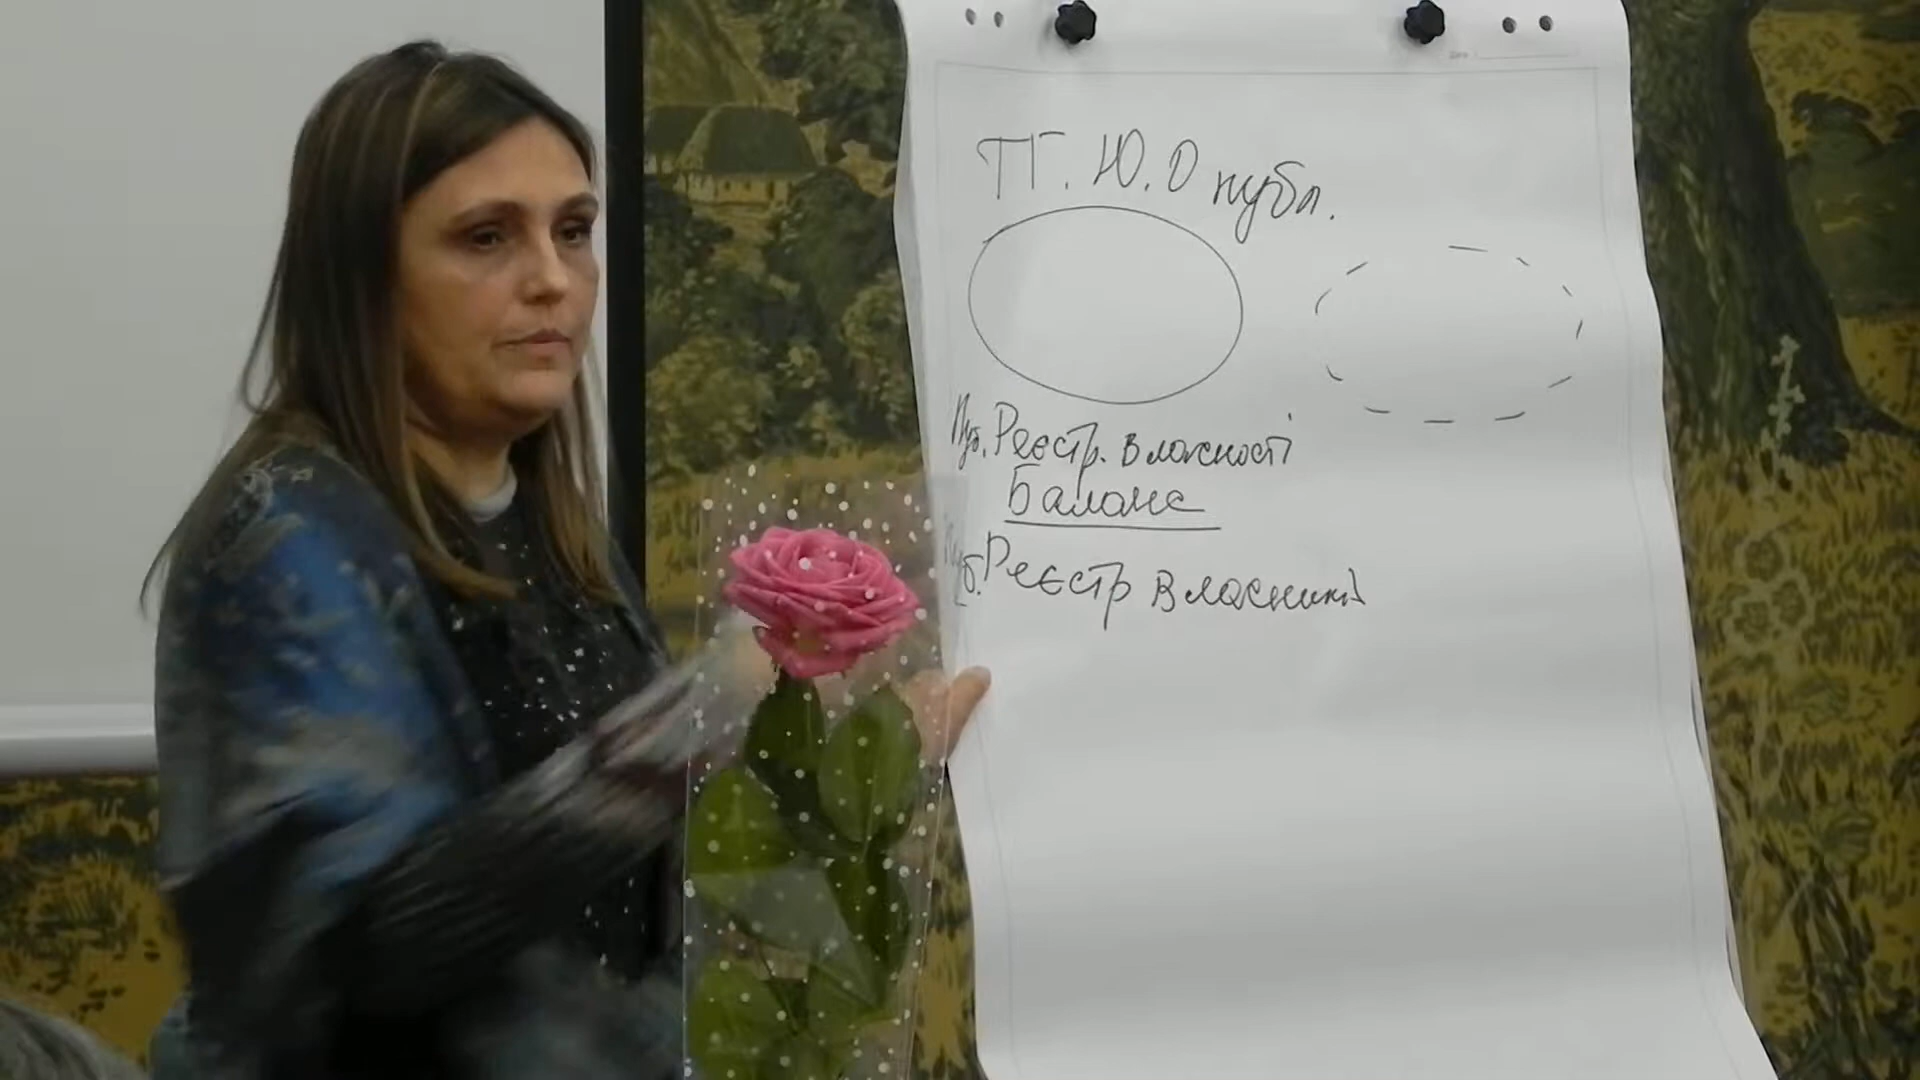 ТГ. Ю.О публ.
Пуб. Реєстр. власності
Баланс
Пуб. Реєстр власників